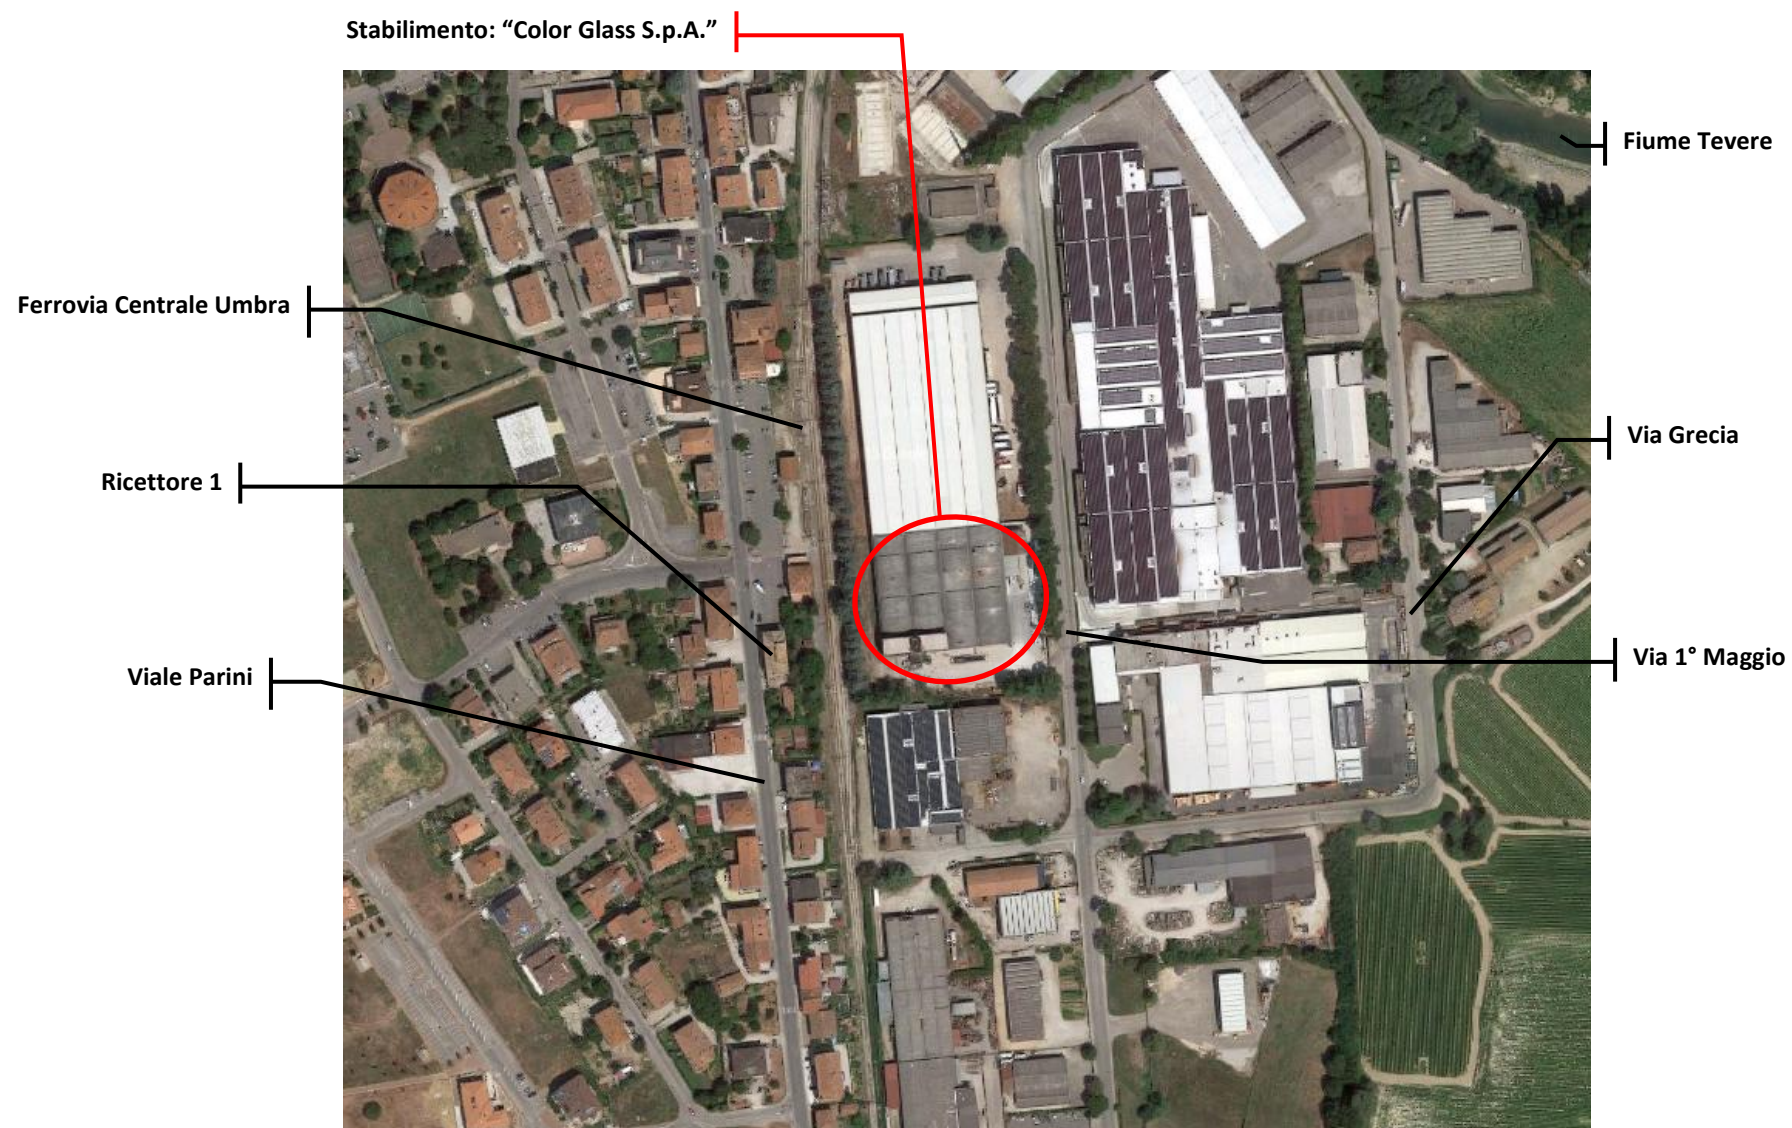 Stabilimento: “Color Glass S.p.A.”
Fiume Tevere
Ferrovia Centrale Umbra
Via Grecia
Ricettore 1
Via 1° Maggio
Viale Parini